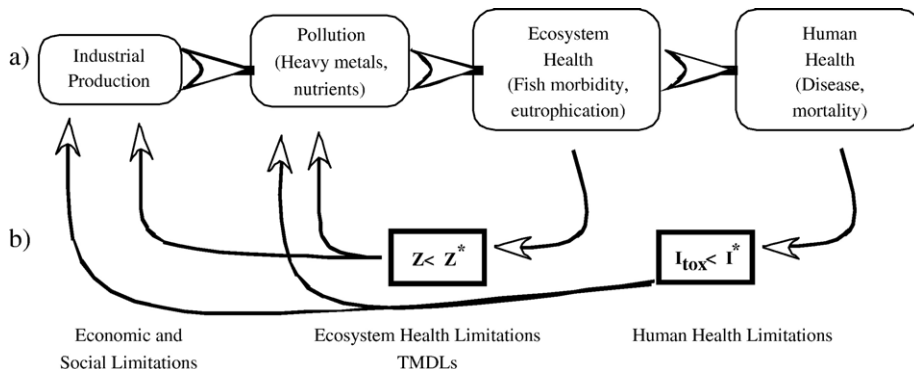 a)
Industrial
Production
Pollution
(Heavy metals,
nutrients)
Ecosystem
Health
(Fish morbidity,
eutrophication)
Human
Health
(Disease,
mortality)
b)
Z< Z*
Itox< I*
Economic and
Social Limitations
Ecosystem Health Limitations
TMDLs
Human Health Limitations